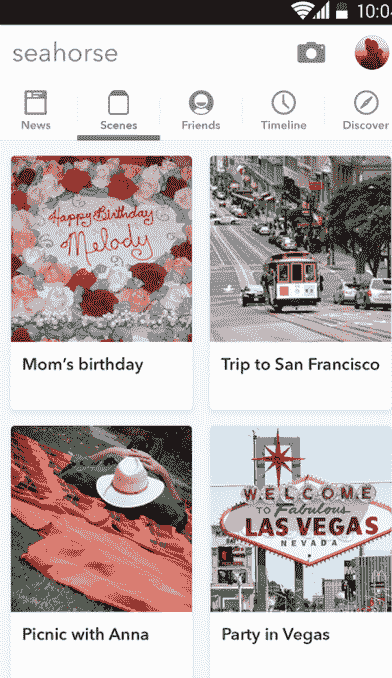 10:0
seahorse
News
Scenes
Friends
Timeline
Discover
Happy Birthday
Melody
Mom's birthday
Trip to San Francisco
WELCOME
TO Fabulous
LAS VEGAS
NEVADA
Picnic with Anna
Party in Vegas